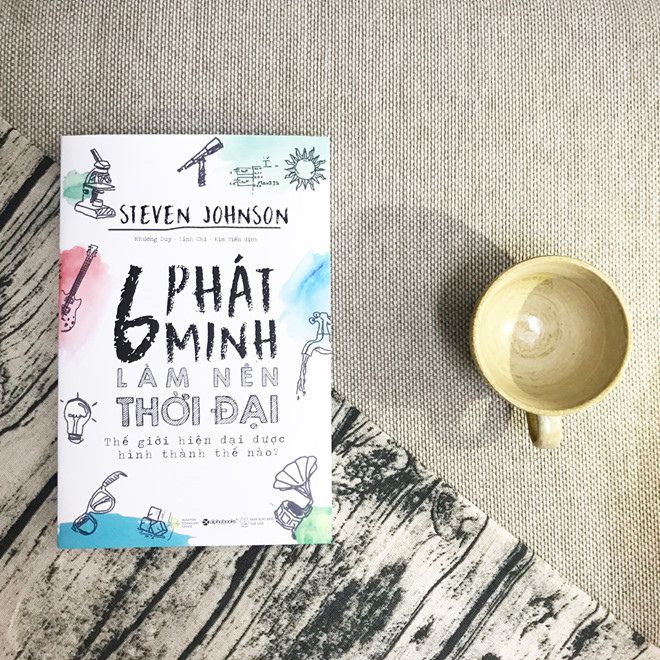 STEVEN JOHNSON
Khương Duy - Linh Chi - Kim Tiến dịch
6 PHÁT
MINH
LÀM NÊN
THỜI ĐẠI
Thế giới hiện đại được
hình thành thế nào?
alphabooks